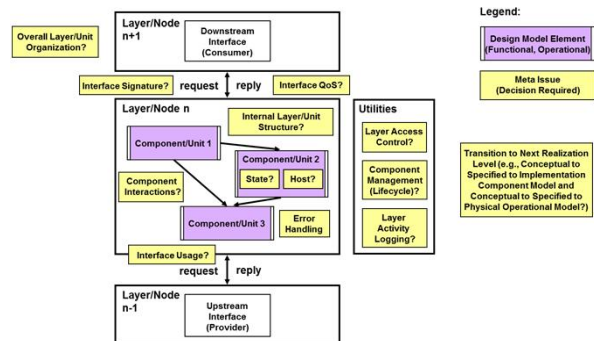 Overall Layer/Unit
Organization?
Layer/Node
n+1
Downstream
Interface
(Consumer)
Interface Signature?
request
reply
Interface QoS?
Layer/Node n
Internal Layer/Unit
Structure?
Component/Unit 1
Component/Unit 2
State?
Host?
Component
Interactions?
Component/Unit 3
Error
Handling
Interface Usage?
request
reply
Layer/Node
n-1
Upstream
Interface
(Provider)
Utilities
Layer Access
Control?
Component
Management
(Lifecycle)?
Layer
Activity
Logging?
Legend:
Design Model Element
(Functional, Operational)
Meta Issue
(Decision Required)
Transition to Next Realization
Level (e.g., Conceptual to
Specified to Implementation
Component Model and
Conceptual to Specified to
Physical Operational Model?)